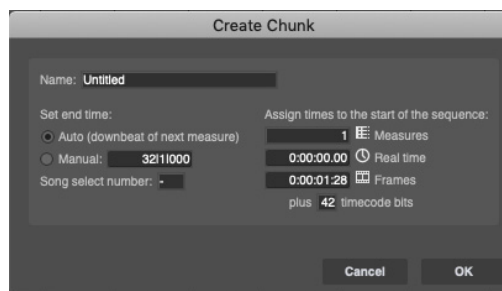 Create Chunk
Name: Untitled
Set end time:
Auto (downbeat of next measure)
Manual: 32|1|000
Song select number: -
Assign times to the start of the sequence:
1 Measures
0:00:00.00 Real time
0:00:01:28 Frames
plus 42 timecode bits
Cancel
OK